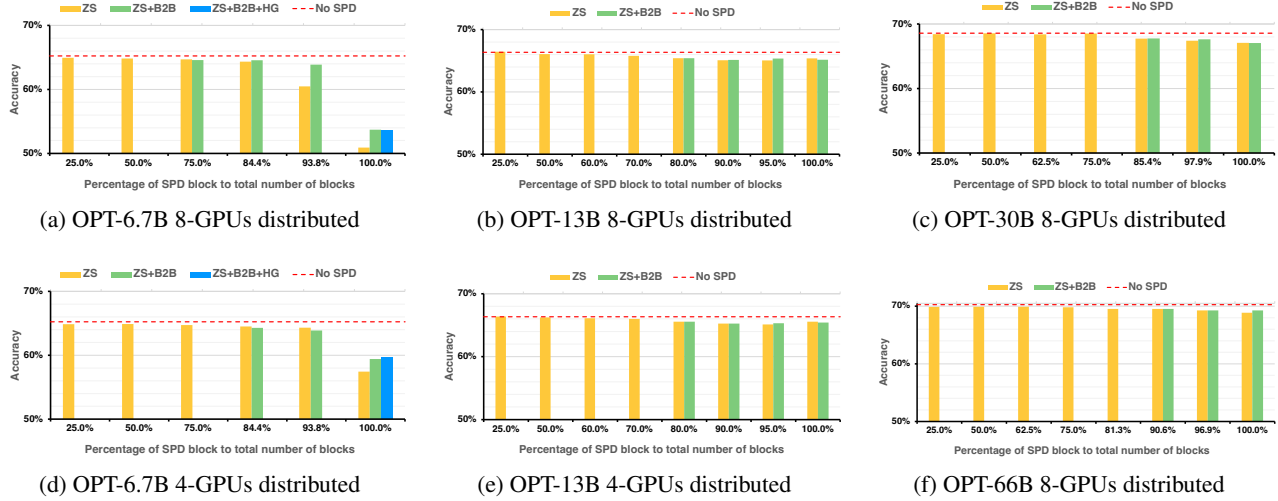 ZS ZS+B2B ZS+B2B+HG No SPD
70%
60%
50%
Accuracy
25.0% 50.0% 75.0% 84.4% 93.8% 100.0%
Percentage of SPD block to total number of blocks
(a) OPT-6.7B 8-GPUs distributed
ZS ZS+B2B No SPD
70%
60%
50%
Accuracy
25.0% 50.0% 60.0% 70.0% 80.0% 90.0% 95.0% 100.0%
Percentage of SPD block to total number of blocks
(b) OPT-13B 8-GPUs distributed
ZS ZS+B2B No SPD
70%
60%
50%
Accuracy
25.0% 50.0% 62.5% 75.0% 85.4% 97.9% 100.0%
Percentage of SPD block to total number of blocks
(c) OPT-30B 8-GPUs distributed
ZS ZS+B2B ZS+B2B+HG No SPD
70%
60%
50%
Accuracy
25.0% 50.0% 75.0% 84.4% 93.8% 100.0%
Percentage of SPD block to total number of blocks
(d) OPT-6.7B 4-GPUs distributed
ZS ZS+B2B No SPD
70%
60%
50%
Accuracy
25.0% 50.0% 60.0% 70.0% 80.0% 90.0% 95.0% 100.0%
Percentage of SPD block to total number of blocks
(e) OPT-13B 4-GPUs distributed
ZS ZS+B2B No SPD
70%
60%
50%
Accuracy
25.0% 50.0% 62.5% 75.0% 81.3% 90.6% 96.9% 100.0%
Percentage of SPD block to total number of blocks
(f) OPT-66B 8-GPUs distributed